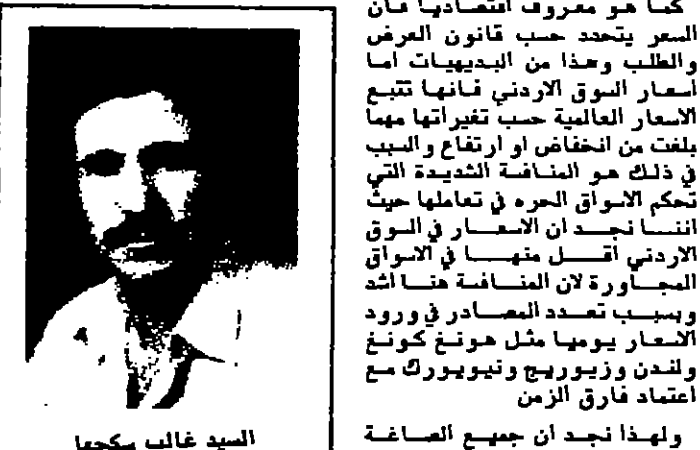 كما هو معروف اقتصاديا فان
السعر يتحدد حسب قانون العرض
والطلب وهذا من البديهيات اما
اسعار السوق الاردني فانها تتبع
الاسعار العالمية حسب تغيراتها مهما
بلغت من انخفاض او ارتفاع والسبب
في ذلك هو المنافسة الشديدة التي
تحكم الاسواق الحره في تعاملها حيث
اننا نجد ان الاسعار في السوق
الاردني أقل منها في الاسواق
المجاورة لان المنافسة هنا اشد
وبسبب تعدد المصادر في ورود
الاسعار يوميا مثل هونغ كونغ
ولندن وزيوريج ونيويورك مع
اعتماد فارق الزمن
ولهذا نجد ان جميع الصاغة
السيد غالب سكجها